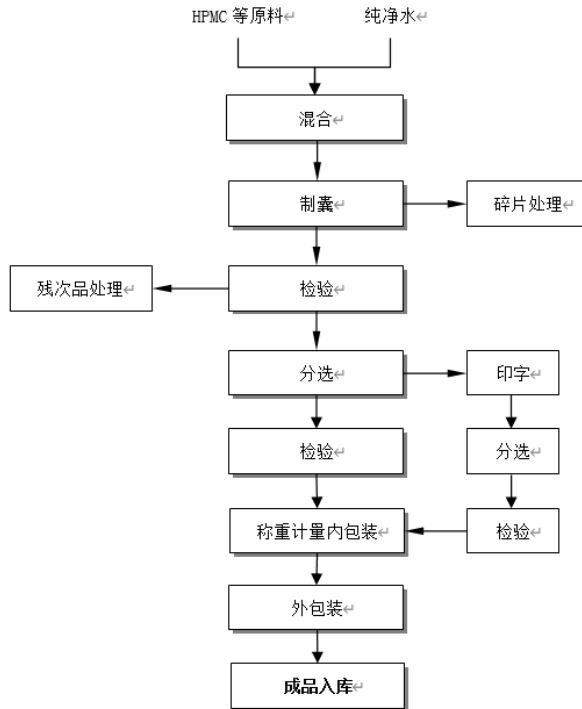 HPMC 等原料↵
纯净水↵
混合↵
制囊↵
碎片处理↵
残次品处理↵
检验↵
分选↵
印字↵
检验↵
分选↵
称重计量内包装↵
检验↵
外包装↵
成品入库↵